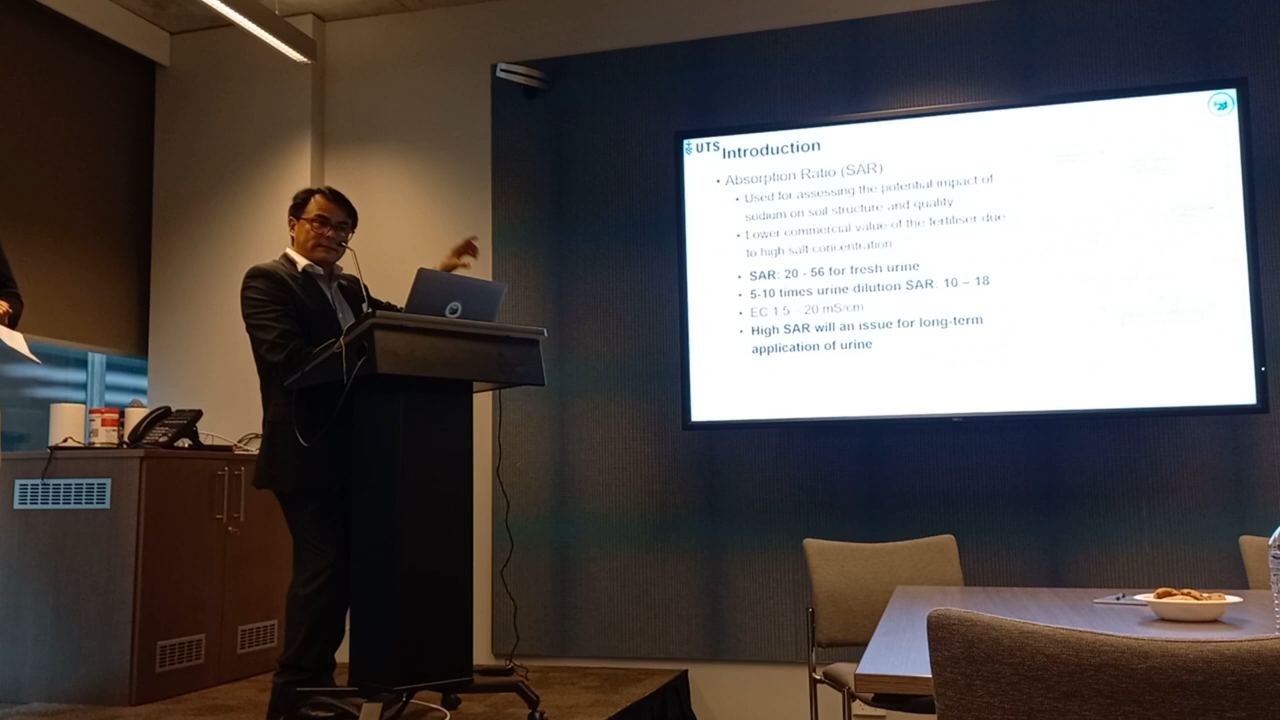 UTS
Introduction
• Absorption Ratio (SAR)
• Used for assessing the potential impact of
sodium on soil structure and quality
• Lower commercial value of the fertiliser due
to high salt concentration
• SAR: 20 - 56 for fresh urine
• 5-10 times urine dilution SAR: 10 – 18
• EC 1.5 – 20 mS/cm
• High SAR will an issue for long-term
application of urine